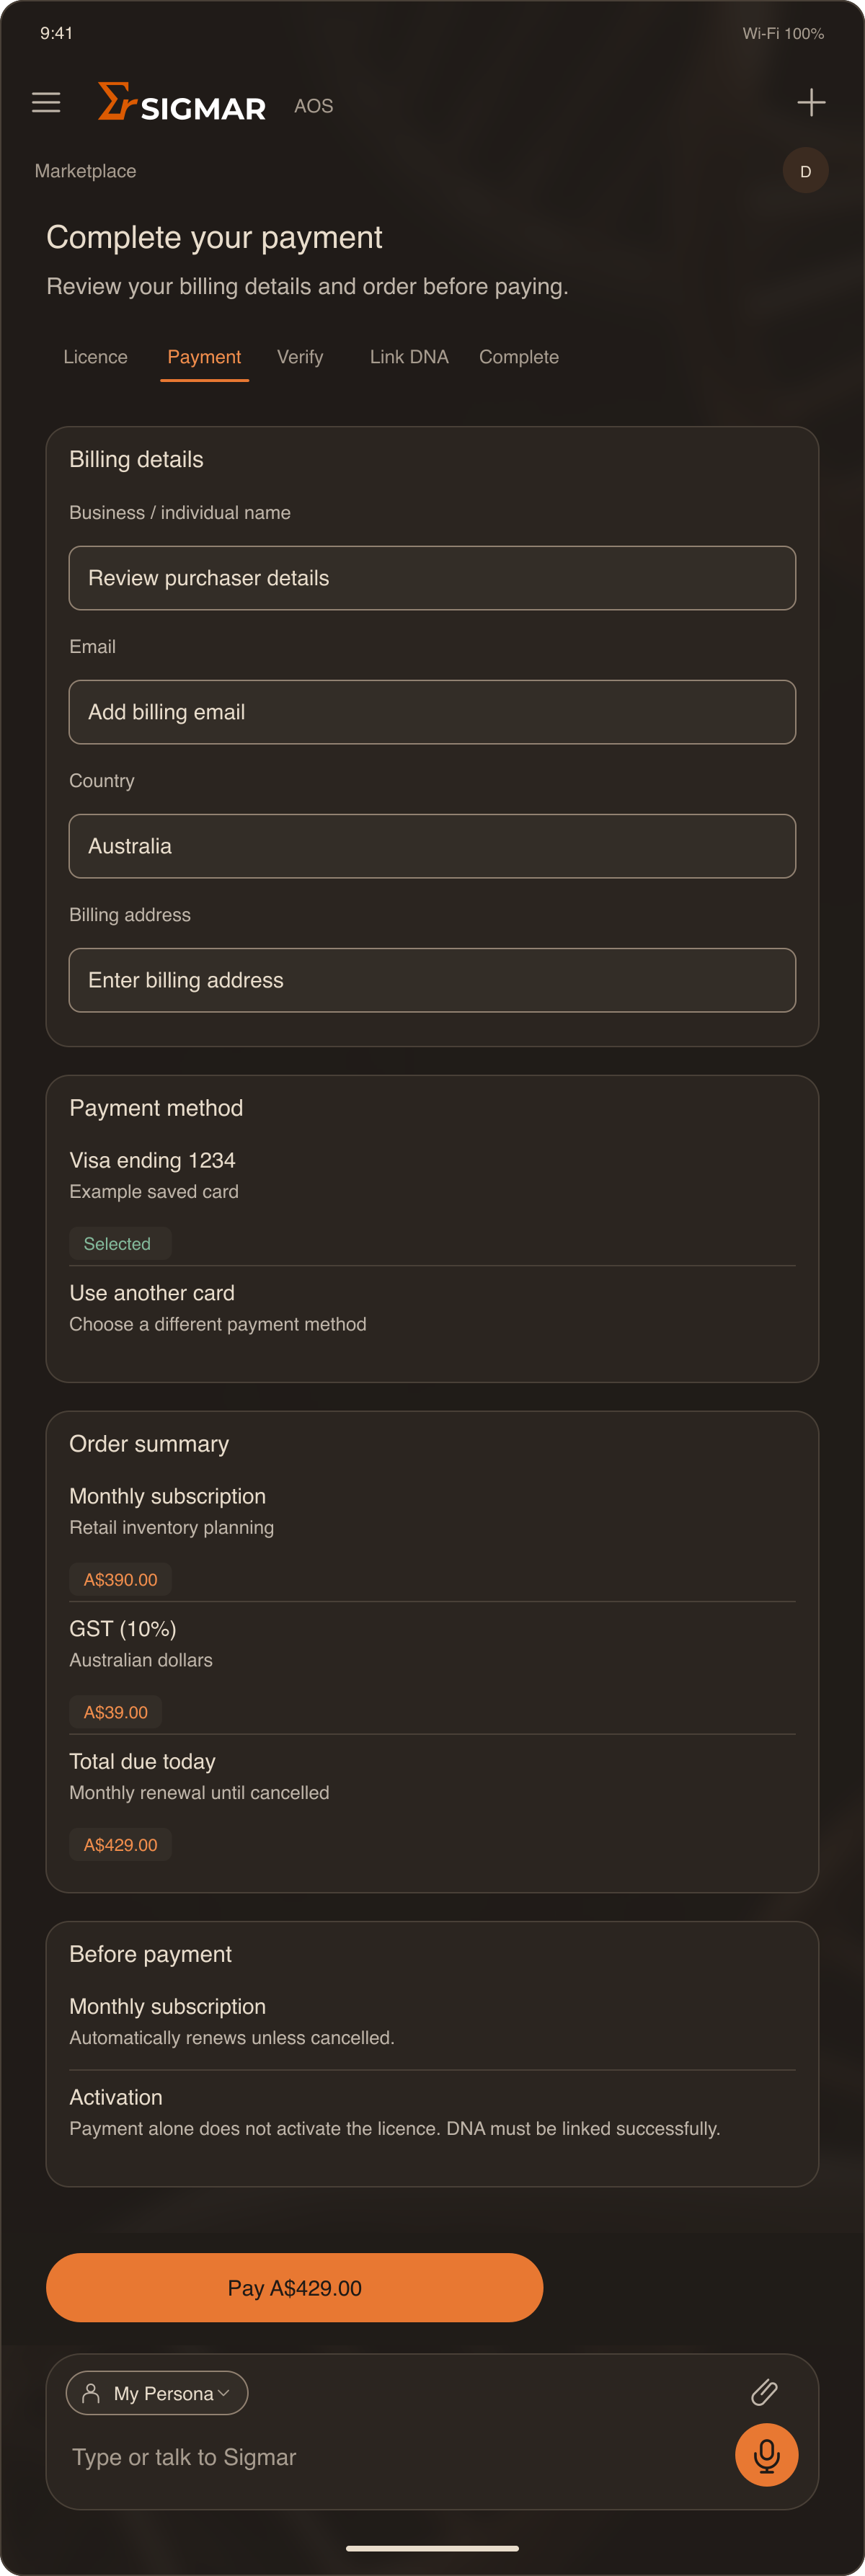 9:41
Wi-Fi 100%
Σr SIGMAR AOS
Marketplace
D
Complete your payment
Review your billing details and order before paying.
Licence Payment Verify Link DNA Complete
Billing details
Business / individual name
Review purchaser details
Email
Add billing email
Country
Australia
Billing address
Enter billing address
Payment method
Visa ending 1234
Example saved card
Selected
Use another card
Choose a different payment method
Order summary
Monthly subscription
Retail inventory planning
A$390.00
GST (10%)
Australian dollars
A$39.00
Total due today
Monthly renewal until cancelled
A$429.00
Before payment
Monthly subscription
Automatically renews unless cancelled.
Activation
Payment alone does not activate the licence. DNA must be linked successfully.
Pay A$429.00
My Persona
Type or talk to Sigmar